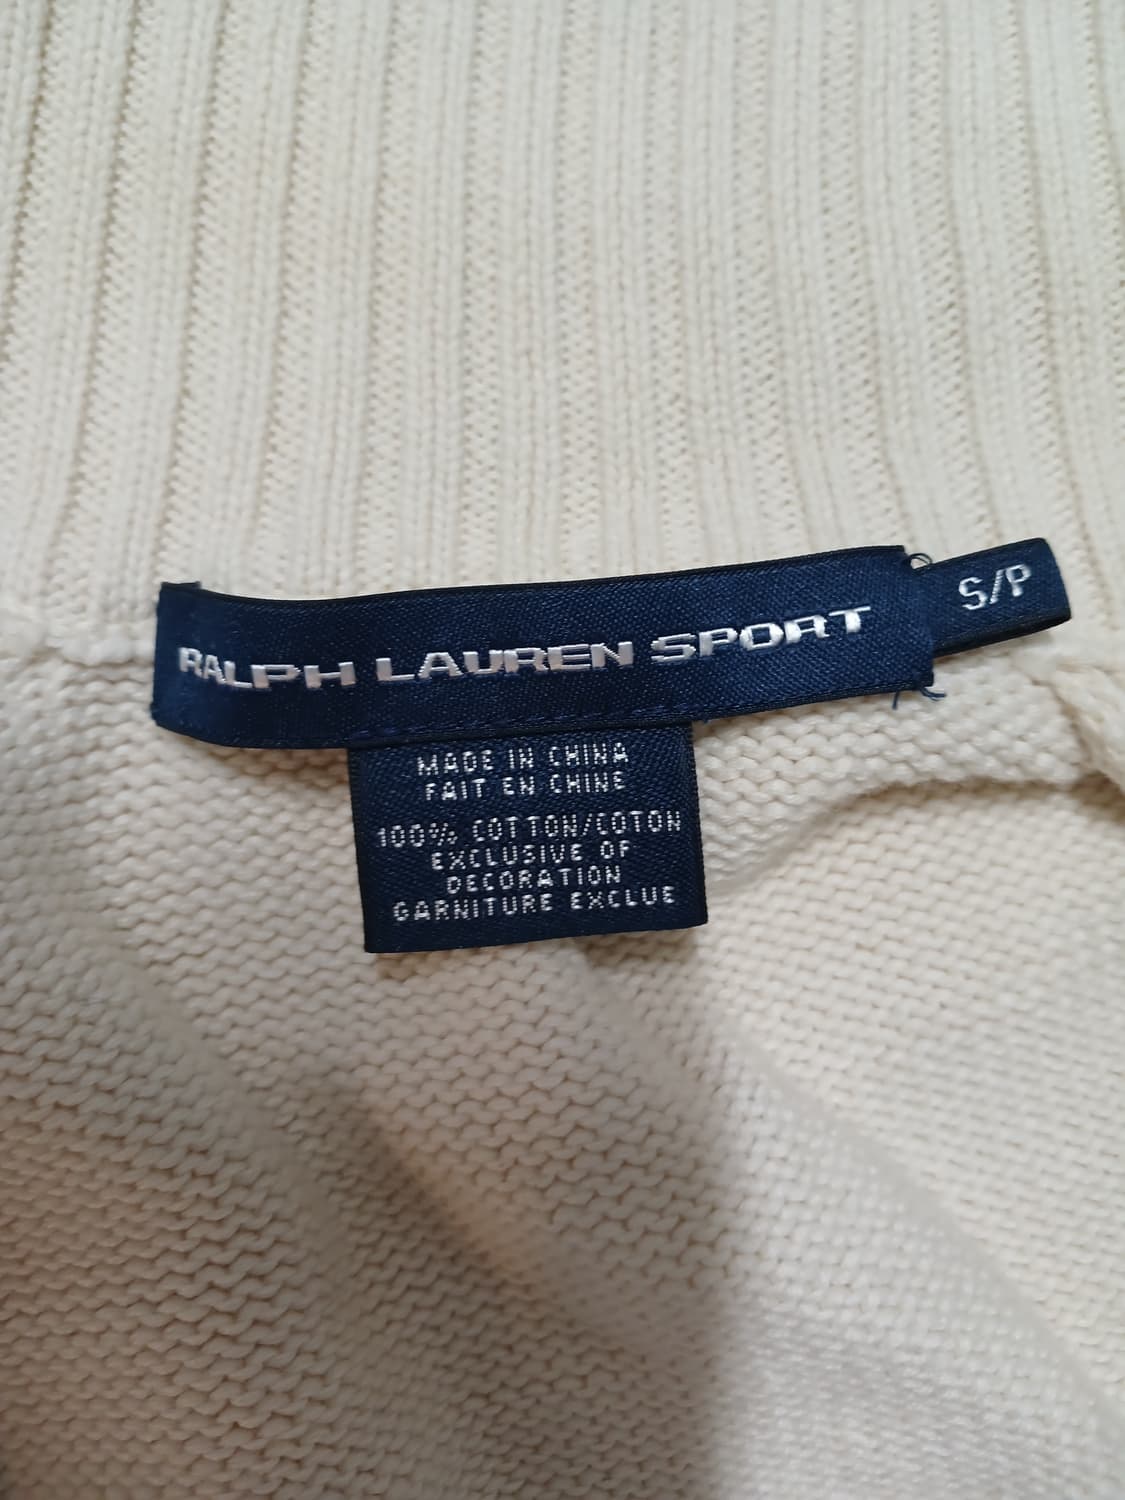 RALPH LAUREN SPORT
S/P
MADE IN CHINA
FAIT EN CHINE
100% COTTON/COTON
EXCLUSIVE OF
DECORATION
GARNITURE EXCLUE